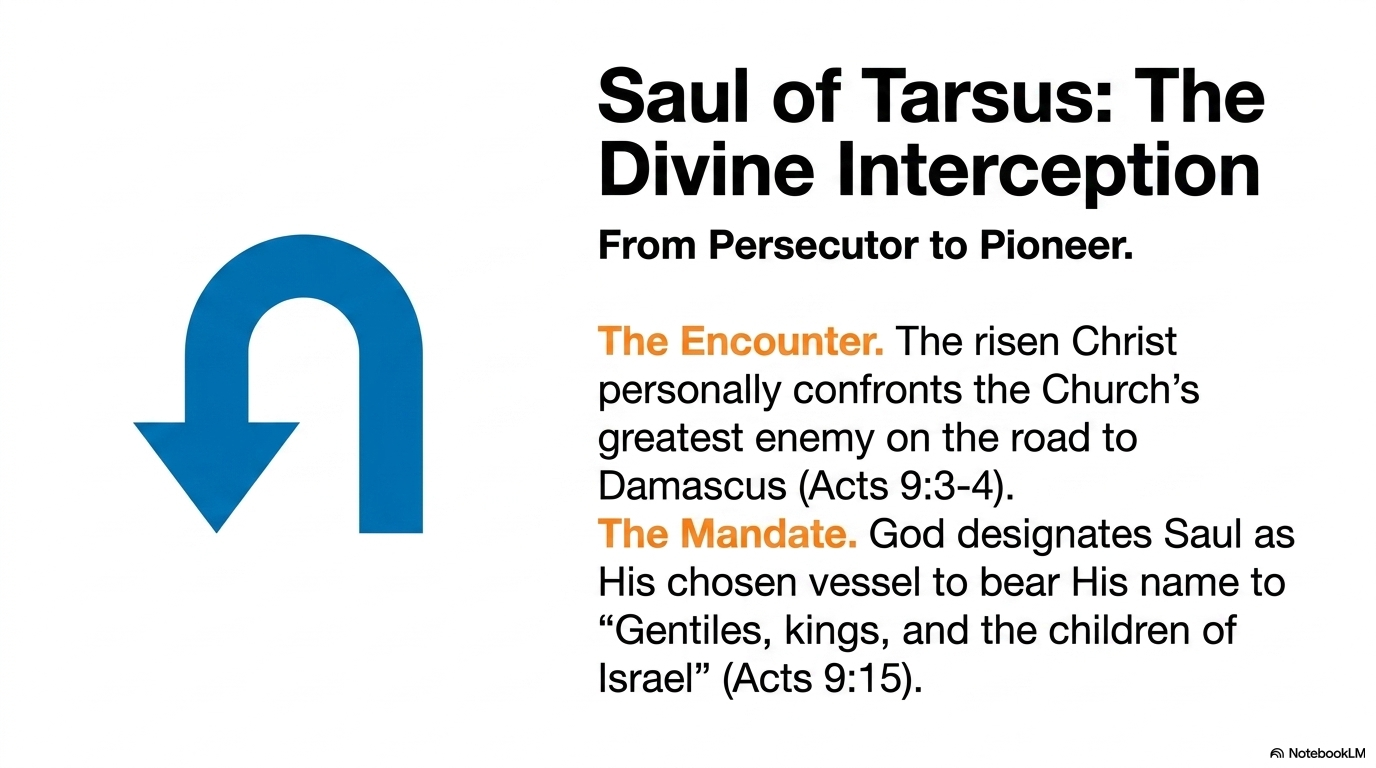 Saul of Tarsus: The
Divine Interception
From Persecutor to Pioneer.
The Encounter. The risen Christ
personally confronts the Church’s
greatest enemy on the road to
Damascus (Acts 9:3-4).
The Mandate. God designates Saul as
His chosen vessel to bear His name to
“Gentiles, kings, and the children of
Israel” (Acts 9:15).
NotebookLM